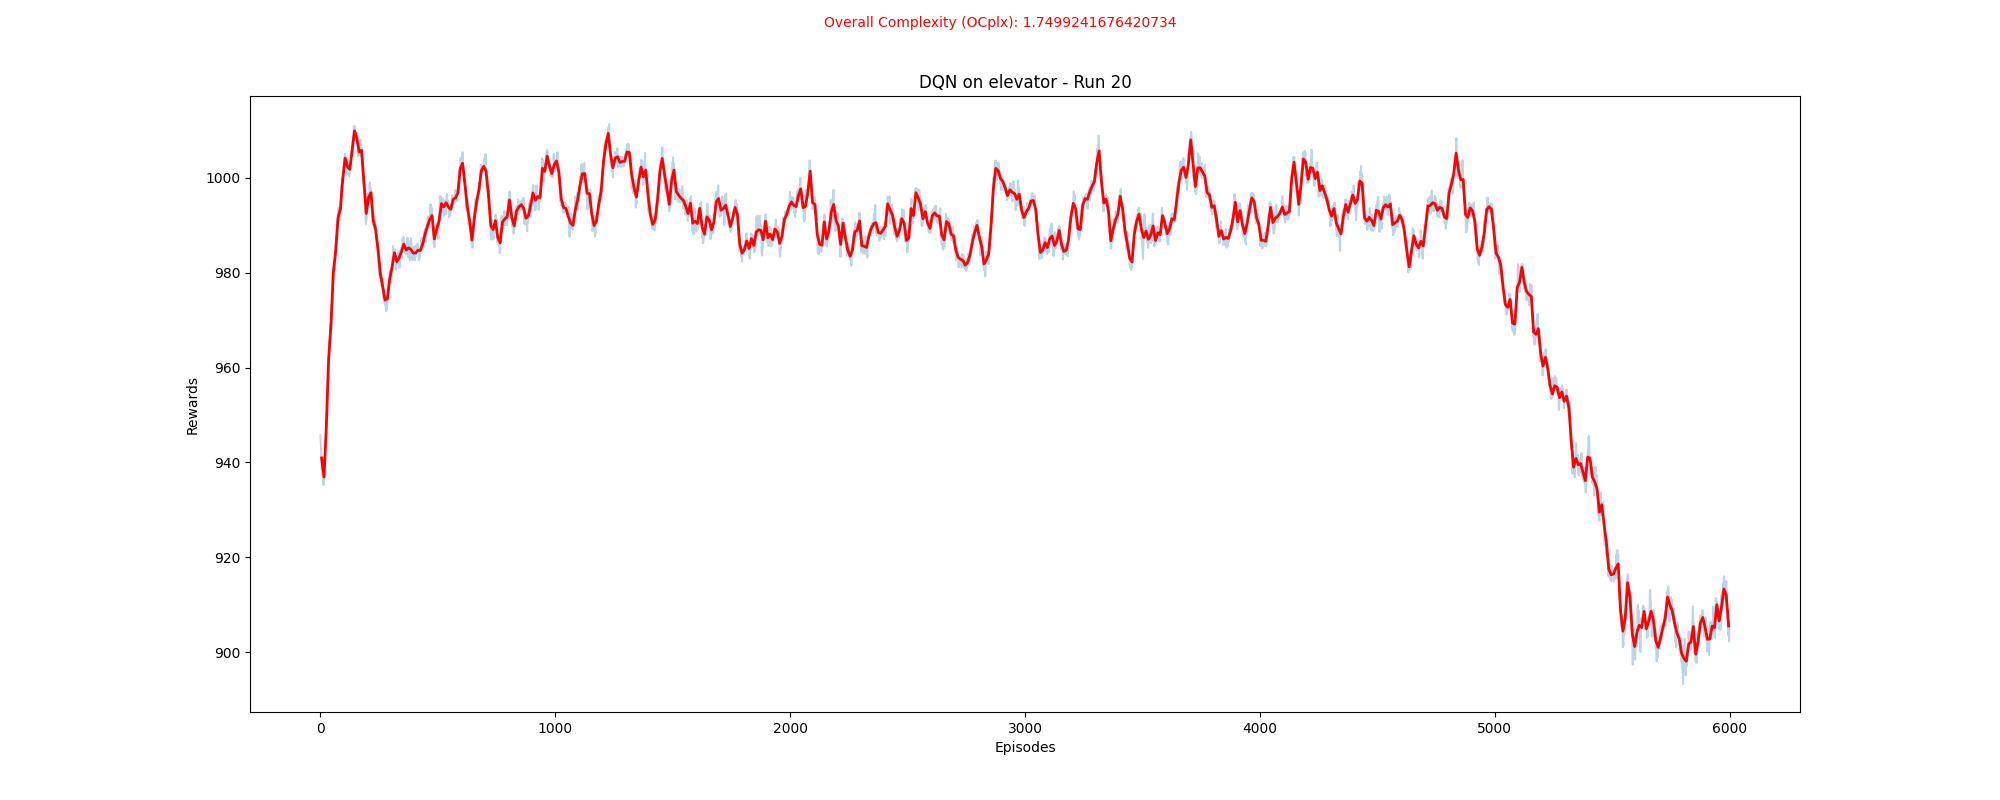 Overall Complexity (OCplx): 1.7499241676420734
DQN on elevator - Run 20
Rewards
1000
980
960
940
920
900
0 1000 2000 3000 4000 5000 6000
Episodes